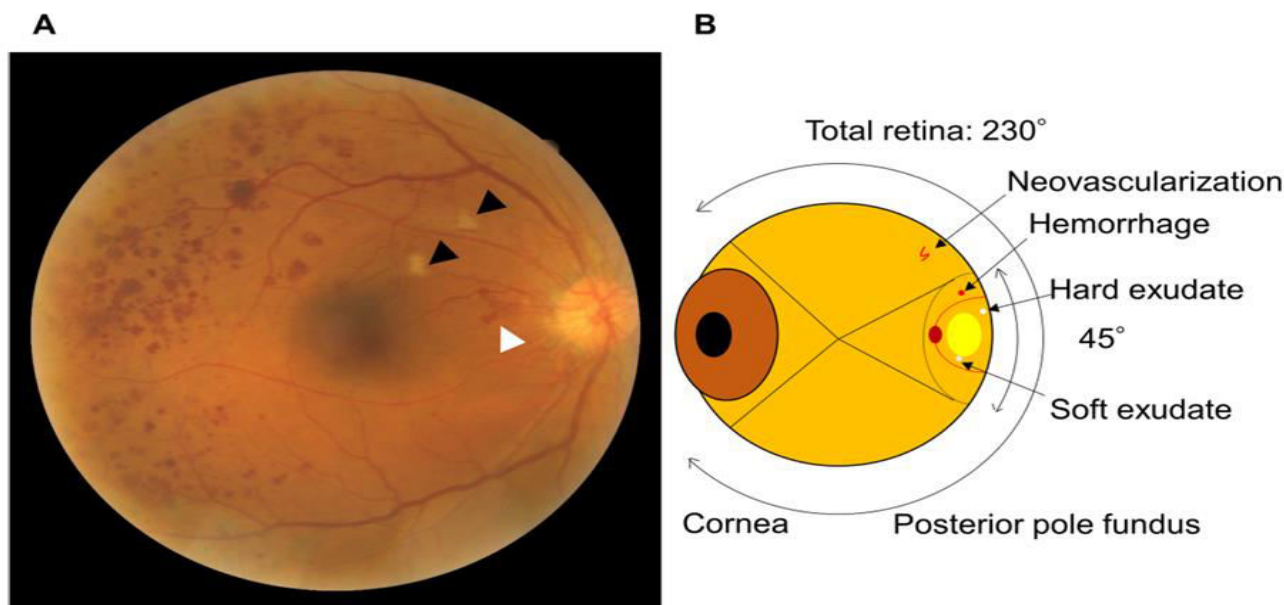 A
B
Total retina: 230°
Neovascularization
Hemorrhage
Hard exudate
45°
Soft exudate
Cornea
Posterior pole fundus